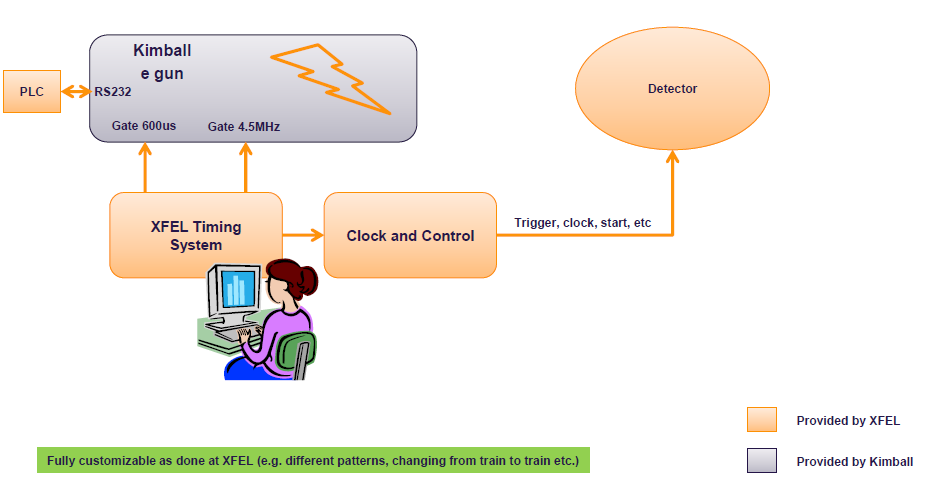 Kimball
e gun
PLC
RS232
Gate 600us
Gate 4.5MHz
Detector
XFEL Timing
System
Clock and Control
Trigger, clock, start, etc
Provided by XFEL
Fully customizable as done at XFEL (e.g. different patterns, changing from train to train etc.)
Provided by Kimball